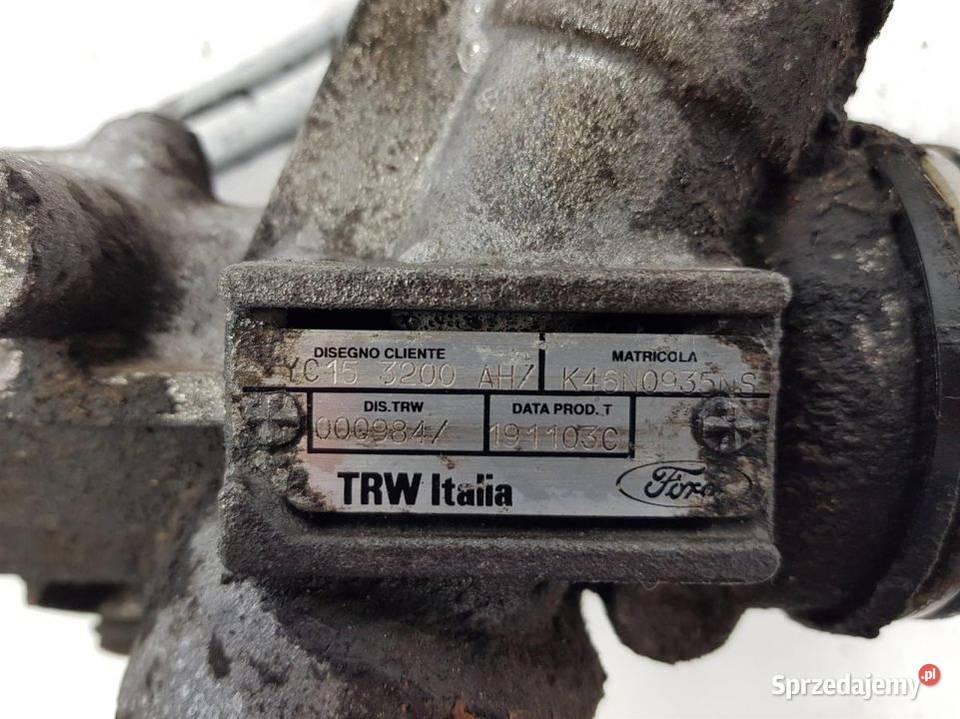 DISEGNO CLIENTE MATRICOLA
YC15 3200 AH/ K46N0935NS
DIS.TRW DATA PROD. T
000984/ 191103C
TRW Italia Ford
Sprzedajemy.pl